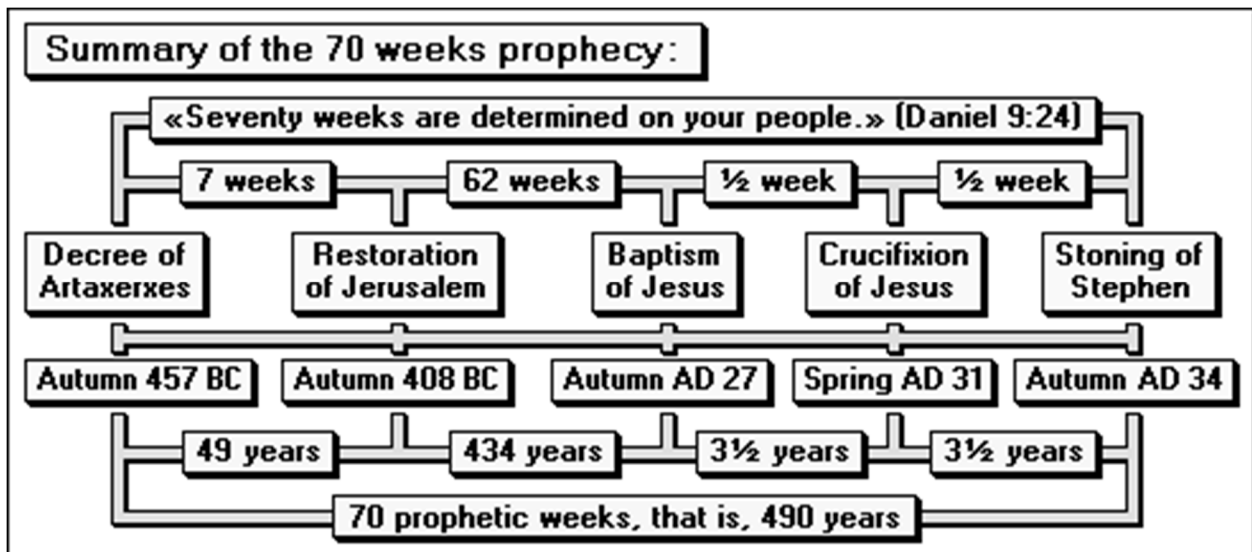 Summary of the 70 weeks prophecy:
«Seventy weeks are determined on your people.» (Daniel 9:24)
7 weeks
62 weeks
½ week
½ week
Decree of
Artaxerxes
Restoration
of Jerusalem
Baptism
of Jesus
Crucifixion
of Jesus
Stoning of
Stephen
Autumn 457 BC
Autumn 408 BC
Autumn AD 27
Spring AD 31
Autumn AD 34
49 years
434 years
3½ years
3½ years
70 prophetic weeks, that is, 490 years